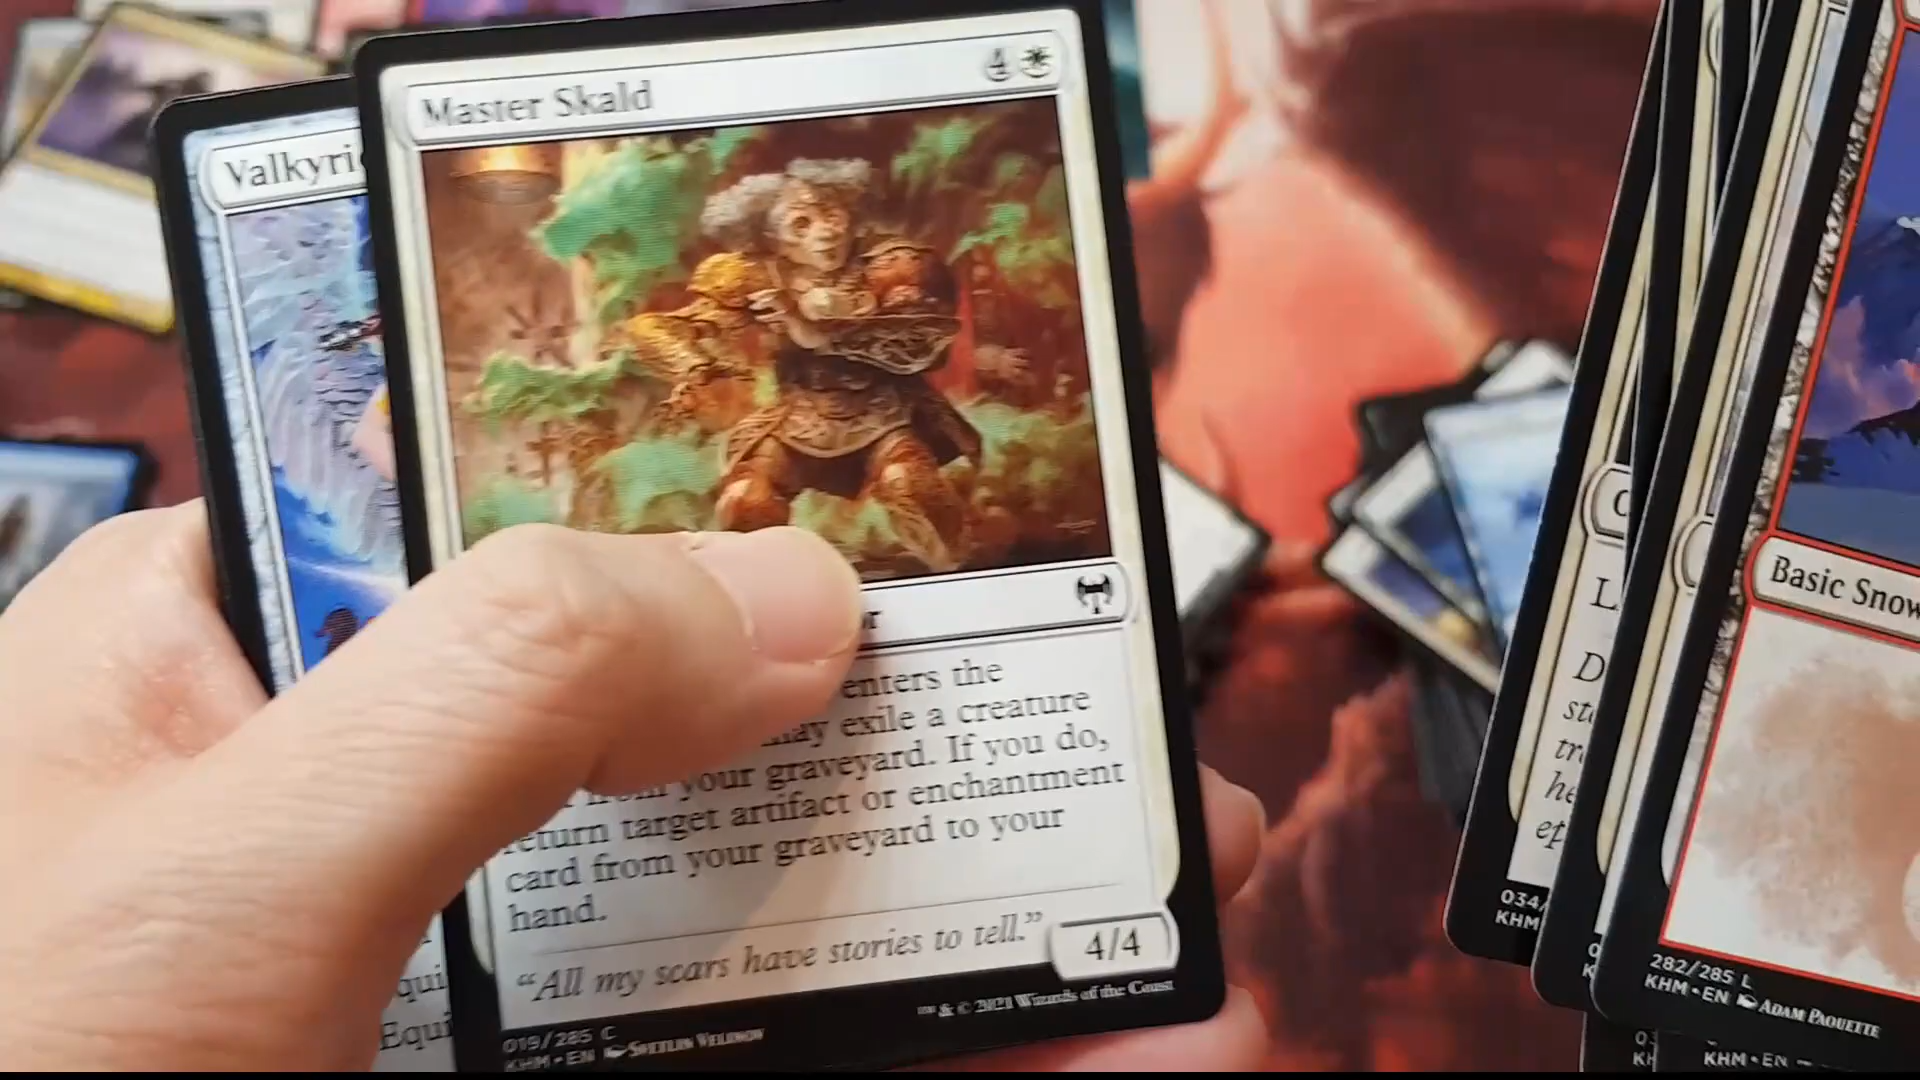 Master Skald
4
Valkyri
enters the
may exile a creature
from your graveyard. If you do,
return target artifact or enchantment
card from your graveyard to your
hand.
"All my scars have stories to tell."
4/4
™ & © 2021 Wizards of the Coast
019/285 C
KHM • EN SVETLIN VELINOV
Equi
Equi
Basic Snow
282/285 L
KHM • EN ADAM PAQUETTE
034/
KHM
KHM • EN